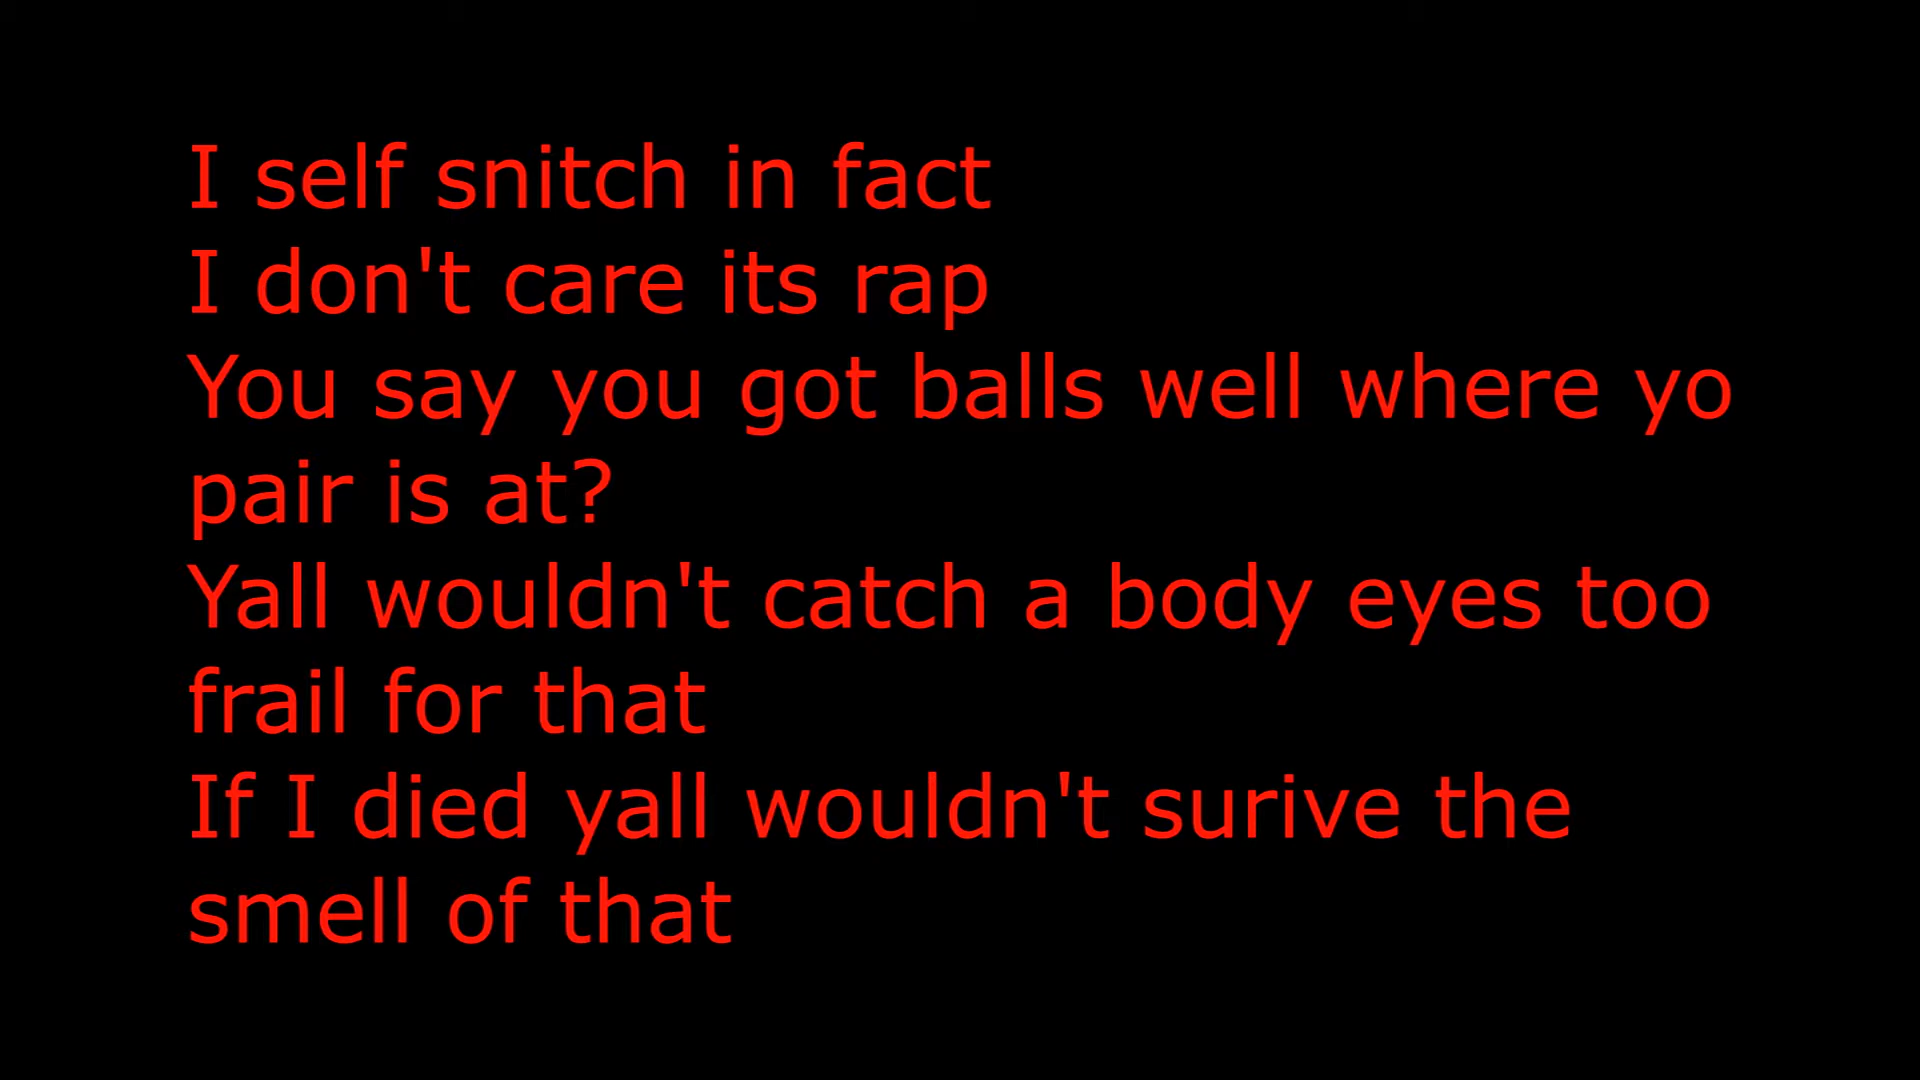 I self snitch in fact
I don't care its rap
You say you got balls well where yo
pair is at?
Yall wouldn't catch a body eyes too
frail for that
If I died yall wouldn't surive the
smell of that